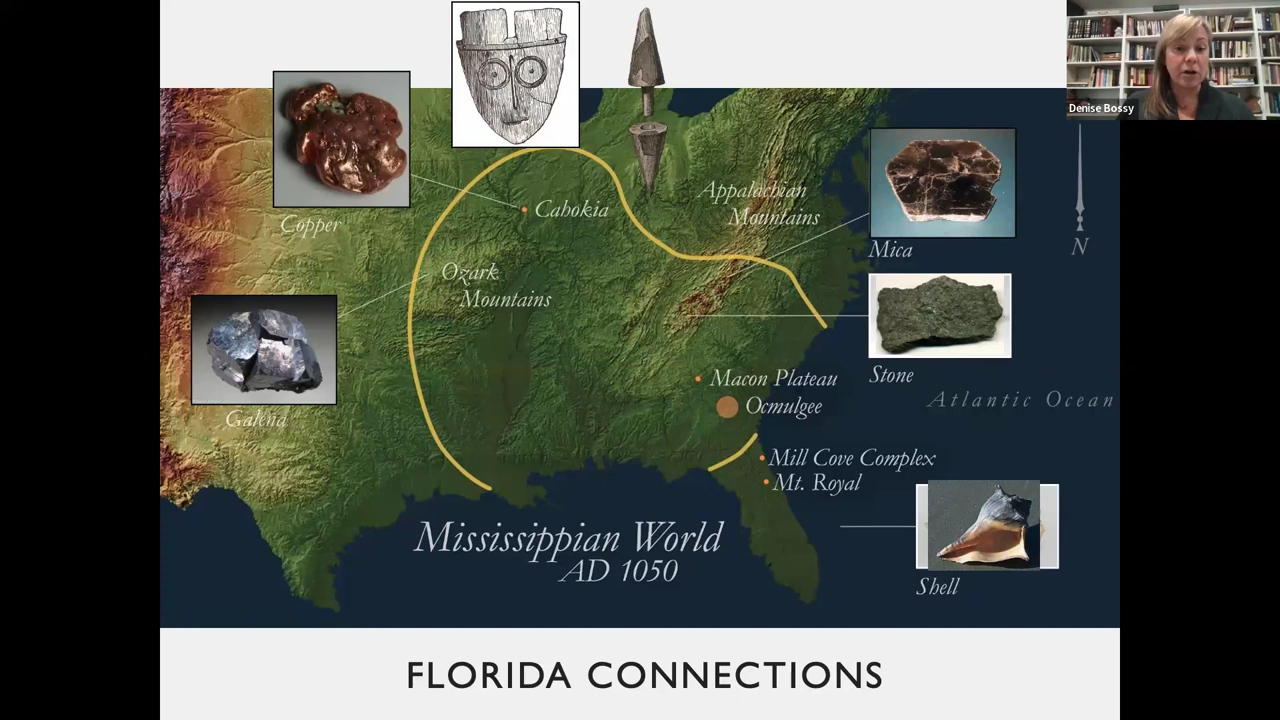 Denise Bossy
Copper
Cahokia
Appalachian
Mountains
Mica
N
Ozark
Mountains
Galena
Stone
Macon Plateau
Ocmulgee
Atlantic Ocean
Mill Cove Complex
Mt. Royal
Mississippian World
AD 1050
Shell
FLORIDA CONNECTIONS